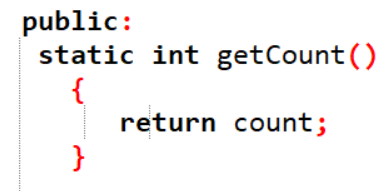 public:
static int getCount()
{
return count;
}